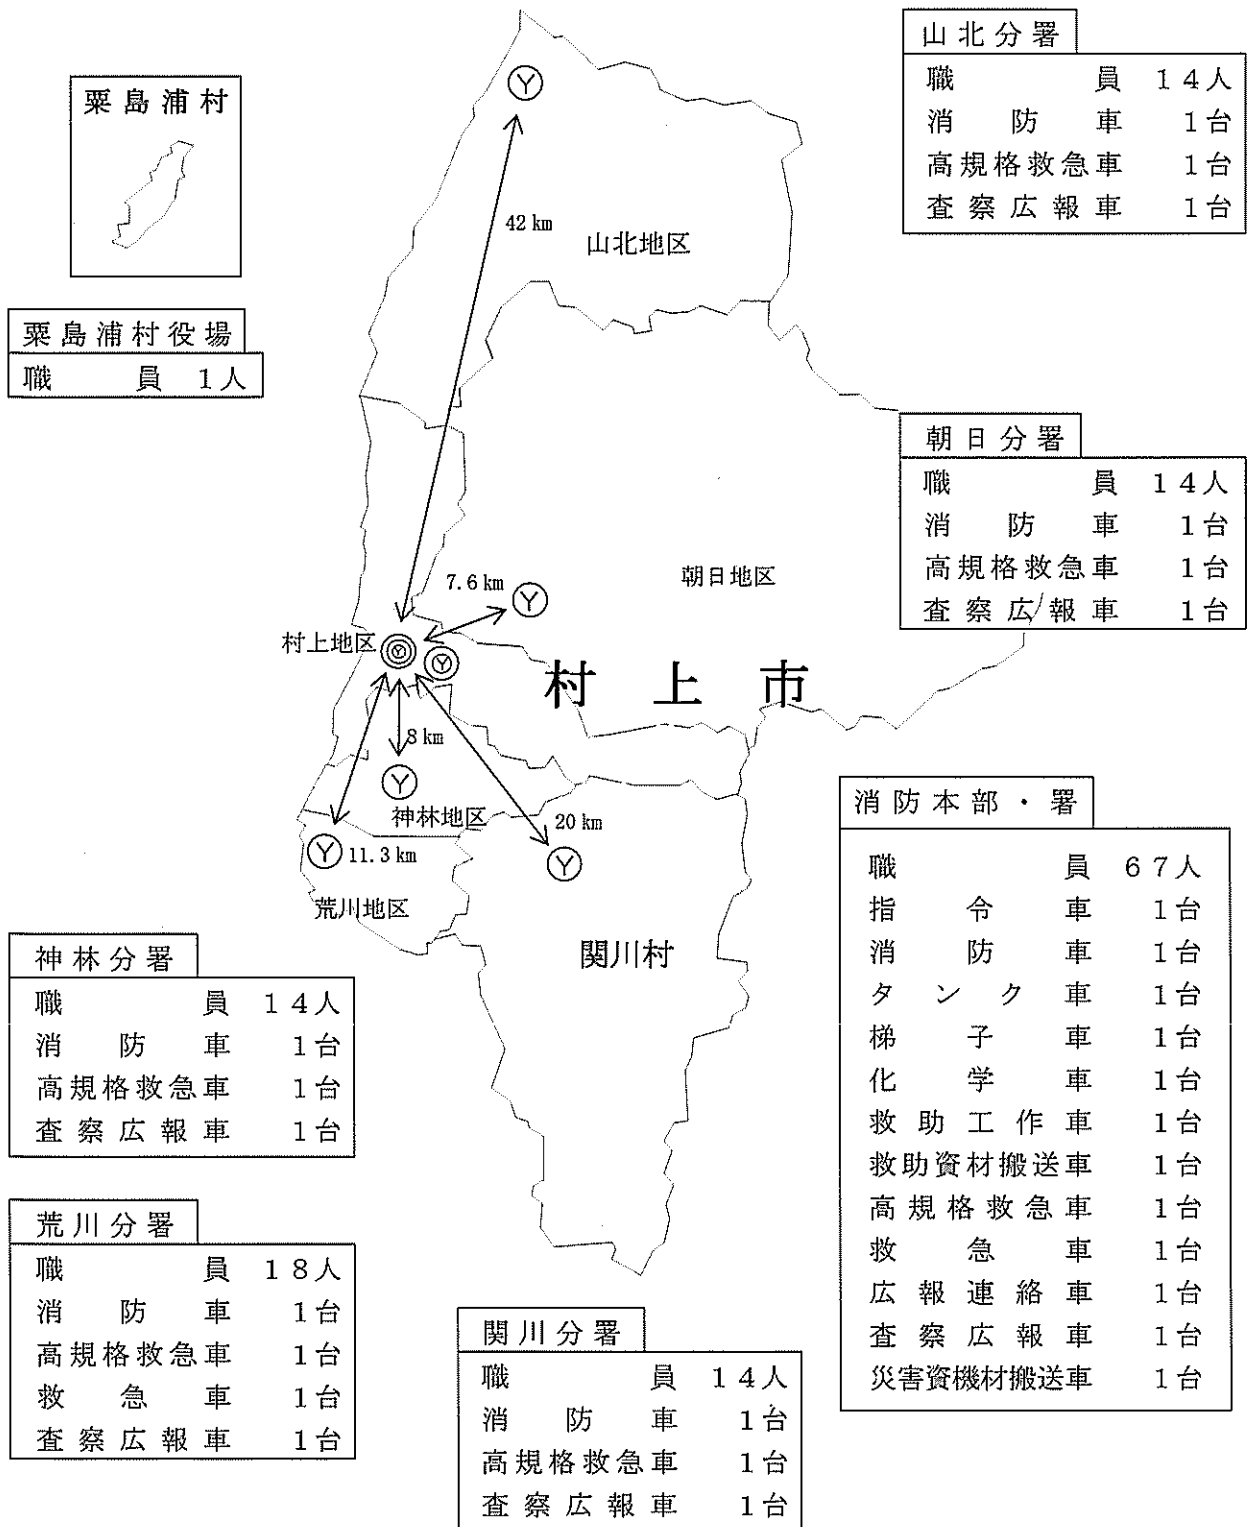 粟島浦村
粟島浦村役場
職員 1人
山北分署
職員 14人
消防車 1台
高規格救急車 1台
査察広報車 1台
42 km
山北地区
朝日分署
職員 14人
消防車 1台
高規格救急車 1台
査察広報車 1台
7.6 km
朝日地区
村上地区
村上市
8 km
神林地区
20 km
11.3 km
荒川地区
関川村
消防本部・署
職員 67人
指令車 1台
消防車 1台
タンク車 1台
梯子車 1台
化学車 1台
救助工作車 1台
救助資材搬送車 1台
高規格救急車 1台
救急車 1台
広報連絡車 1台
査察広報車 1台
災害資機材搬送車 1台
神林分署
職員 14人
消防車 1台
高規格救急車 1台
査察広報車 1台
荒川分署
職員 18人
消防車 1台
高規格救急車 1台
救急車 1台
査察広報車 1台
関川分署
職員 14人
消防車 1台
高規格救急車 1台
査察広報車 1台
Y
Y
Y
Y
Y
Y
Y